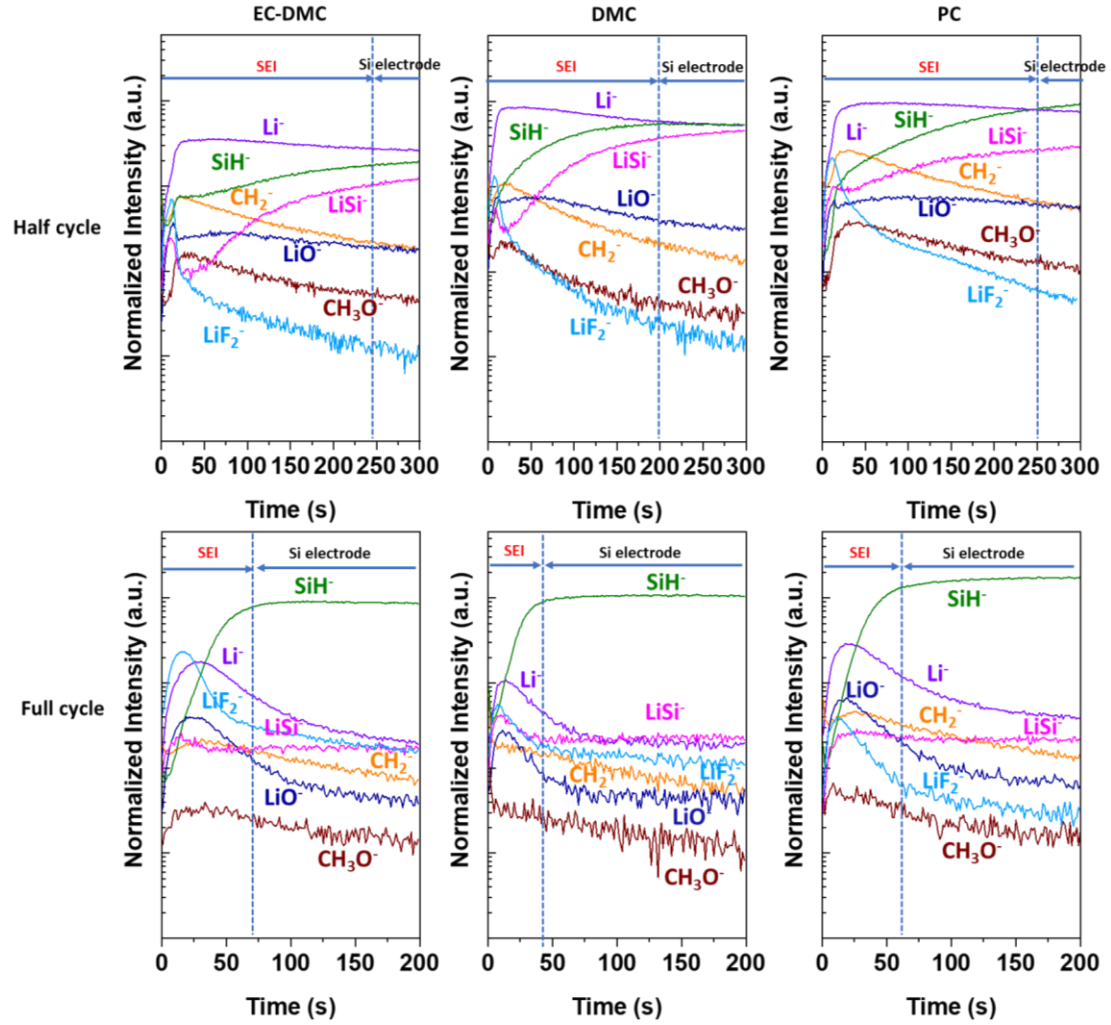 EC-DMC
DMC
PC
Half cycle
Normalized Intensity (a.u.)
SEI
Si electrode
Li⁻
SiH⁻
CH₂⁻
LiSi⁻
LiO⁻
CH₃O⁻
LiF₂⁻
0 50 100 150 200 250 300
Time (s)
Normalized Intensity (a.u.)
SEI
Si electrode
Li⁻
SiH⁻
LiSi⁻
LiO⁻
CH₂⁻
CH₃O⁻
LiF₂⁻
0 50 100 150 200 250 300
Time (s)
Normalized Intensity (a.u.)
SEI
Si electrode
Li⁻
SiH⁻
LiSi⁻
CH₂⁻
LiO⁻
CH₃O⁻
LiF₂⁻
0 50 100 150 200 250 300
Time (s)
Full cycle
Normalized Intensity (a.u.)
SEI
Si electrode
SiH⁻
Li⁻
LiF₂⁻
LiSi⁻
CH₂⁻
LiO⁻
CH₃O⁻
0 50 100 150 200
Time (s)
Normalized Intensity (a.u.)
SEI
Si electrode
SiH⁻
Li⁻
LiSi⁻
CH₂⁻
LiF₂⁻
LiO⁻
CH₃O⁻
0 50 100 150 200
Time (s)
Normalized Intensity (a.u.)
SEI
Si electrode
SiH⁻
Li⁻
LiO⁻
CH₂⁻
LiSi⁻
LiF₂⁻
CH₃O⁻
0 50 100 150 200
Time (s)